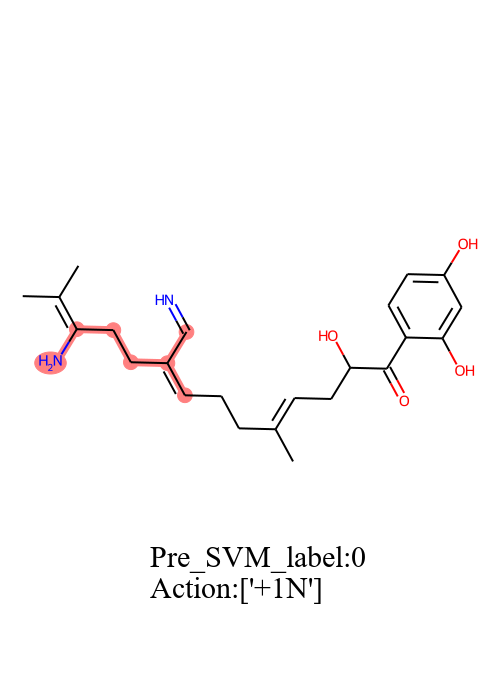 OH
HN
HO
H2N
OH
O
Pre_SVM_label:0
Action:['+1N']